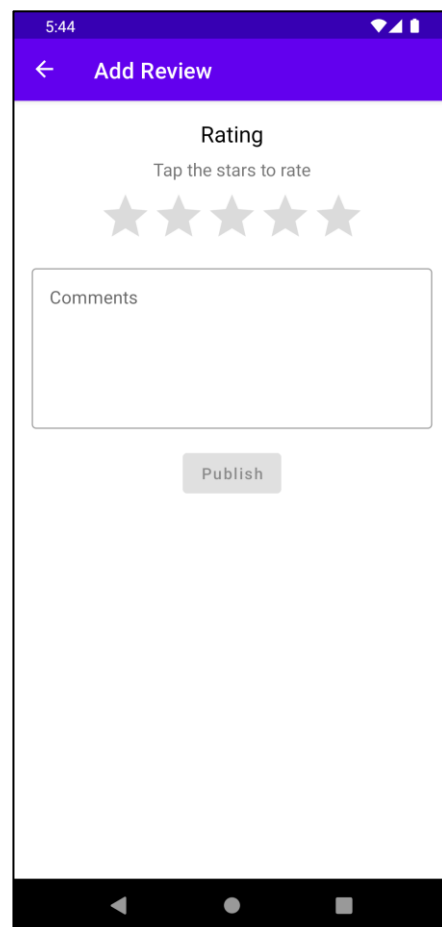 5:44
Add Review
Rating
Tap the stars to rate
Comments
Publish